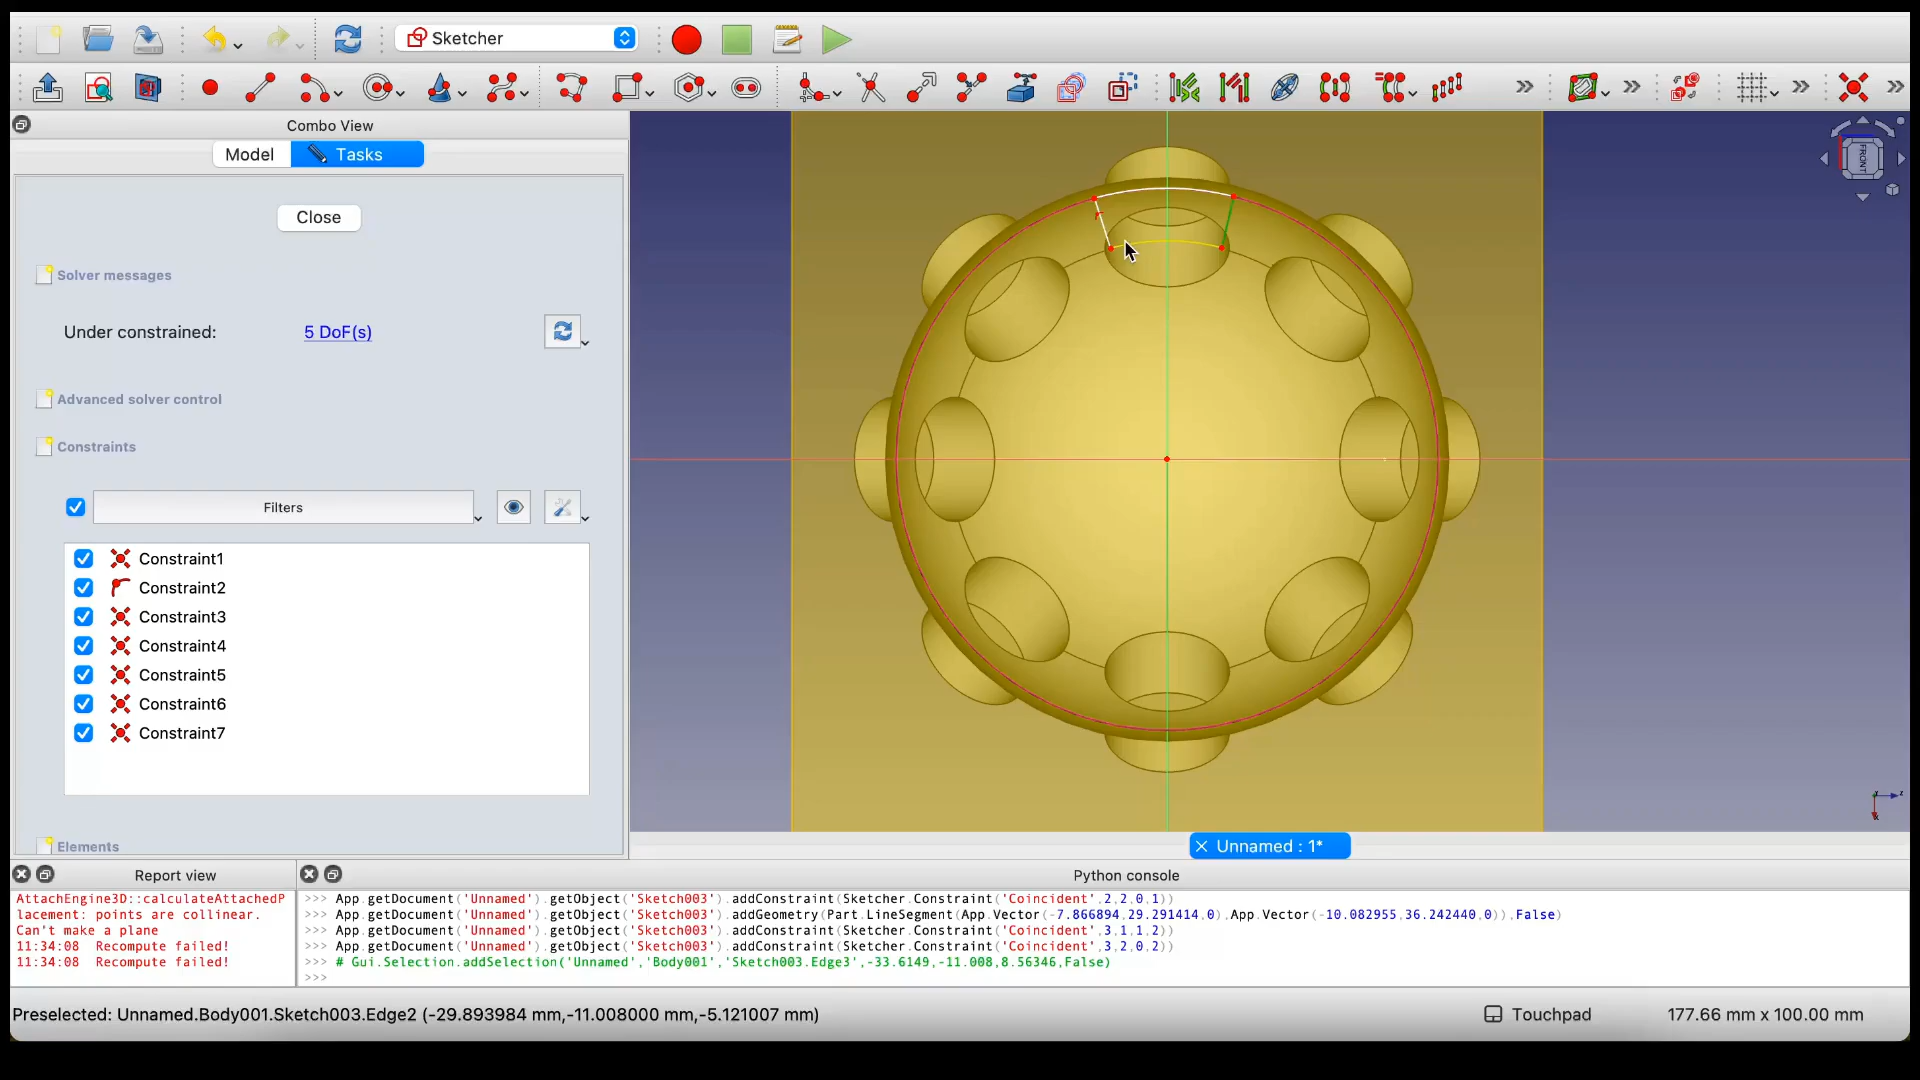 Sketcher
Combo View
Model
Tasks
Close
Solver messages
Under constrained:
5 DoF(s)
Advanced solver control
Constraints
Filters
Constraint1
Constraint2
Constraint3
Constraint4
Constraint5
Constraint6
Constraint7
Elements
FRONT
Unnamed : 1*
Report view
Python console
AttachEngine3D::calculateAttachedP
lacement: points are collinear.
Can't make a plane
11:34:08 Recompute failed!
11:34:08 Recompute failed!
>>> App.getDocument('Unnamed').getObject('Sketch003').addConstraint(Sketcher.Constraint('Coincident',2,2,0,1))
>>> App.getDocument('Unnamed').getObject('Sketch003').addGeometry(Part.LineSegment(App.Vector(-7.866894,29.291414,0),App.Vector(-10.082955,36.242440,0)),False)
>>> App.getDocument('Unnamed').getObject('Sketch003').addConstraint(Sketcher.Constraint('Coincident',3,1,1,2))
>>> App.getDocument('Unnamed').getObject('Sketch003').addConstraint(Sketcher.Constraint('Coincident',3,2,0,2))
>>> # Gui.Selection.addSelection('Unnamed','Body001','Sketch003.Edge3',-33.6149,-11.008,8.56346,False)
>>>
Preselected: Unnamed.Body001.Sketch003.Edge2 (-29.893984 mm,-11.008000 mm,-5.121007 mm)
Touchpad
177.66 mm x 100.00 mm